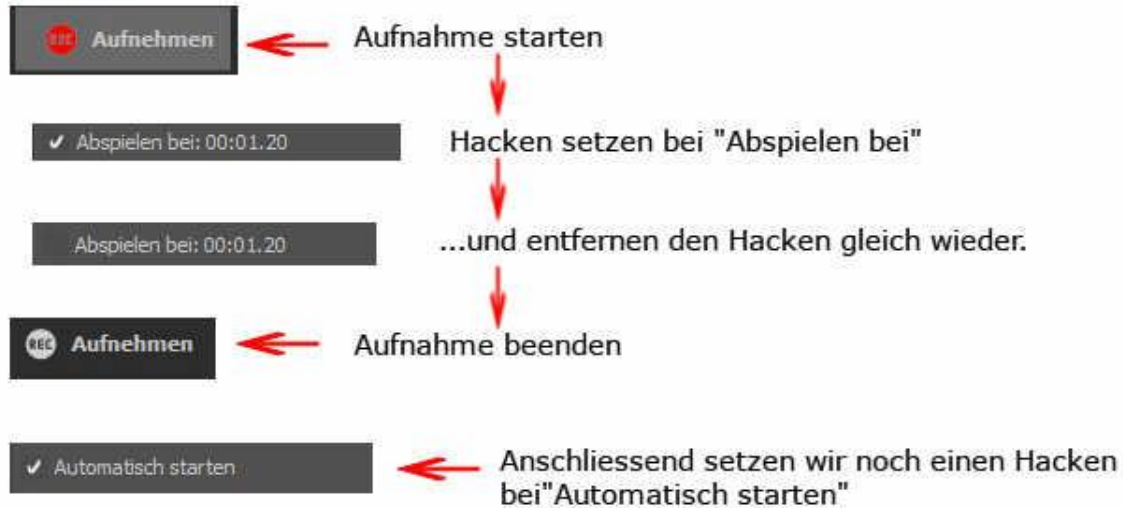 REC Aufnehmen
Aufnahme starten
✔ Abspielen bei: 00:01.20
Hacken setzen bei "Abspielen bei"
Abspielen bei: 00:01.20
...und entfernen den Hacken gleich wieder.
REC Aufnehmen
Aufnahme beenden
✔ Automatisch starten
Anschliessend setzen wir noch einen Hacken
bei"Automatisch starten"